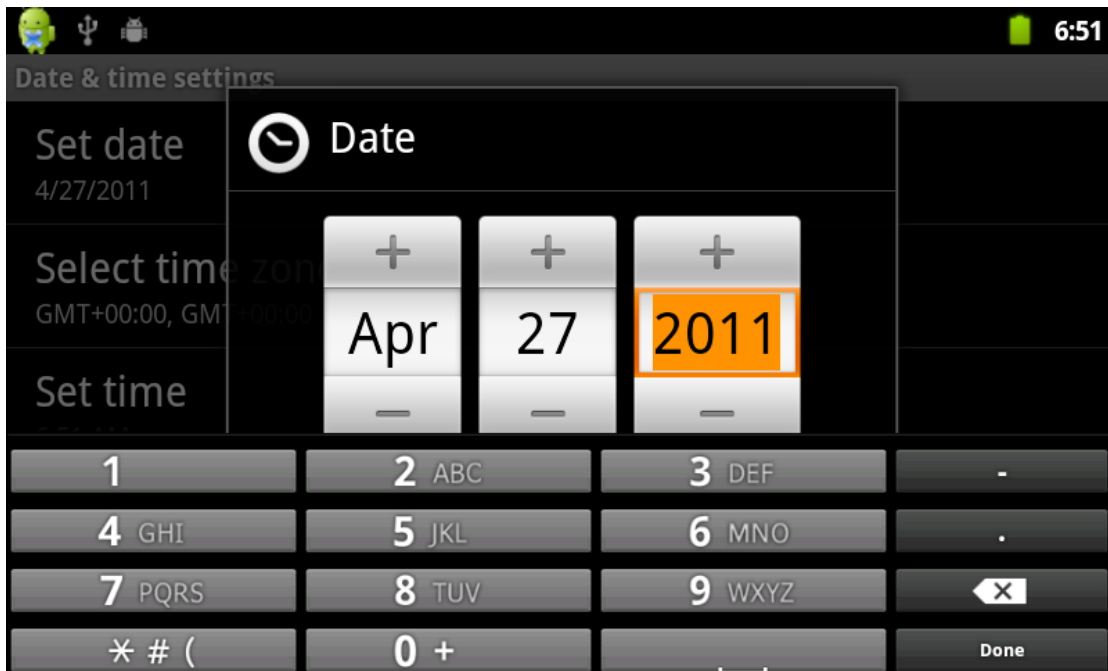 6:51
Date & time settings
Set date
4/27/2011
Date
Select time zone
GMT+00:00, GMT+00:00
+ + +
Apr 27 2011
- - -
Set time
1 2 ABC 3 DEF -
4 GHI 5 JKL 6 MNO .
7 PQRS 8 TUV 9 WXYZ
* # ( 0 + Done